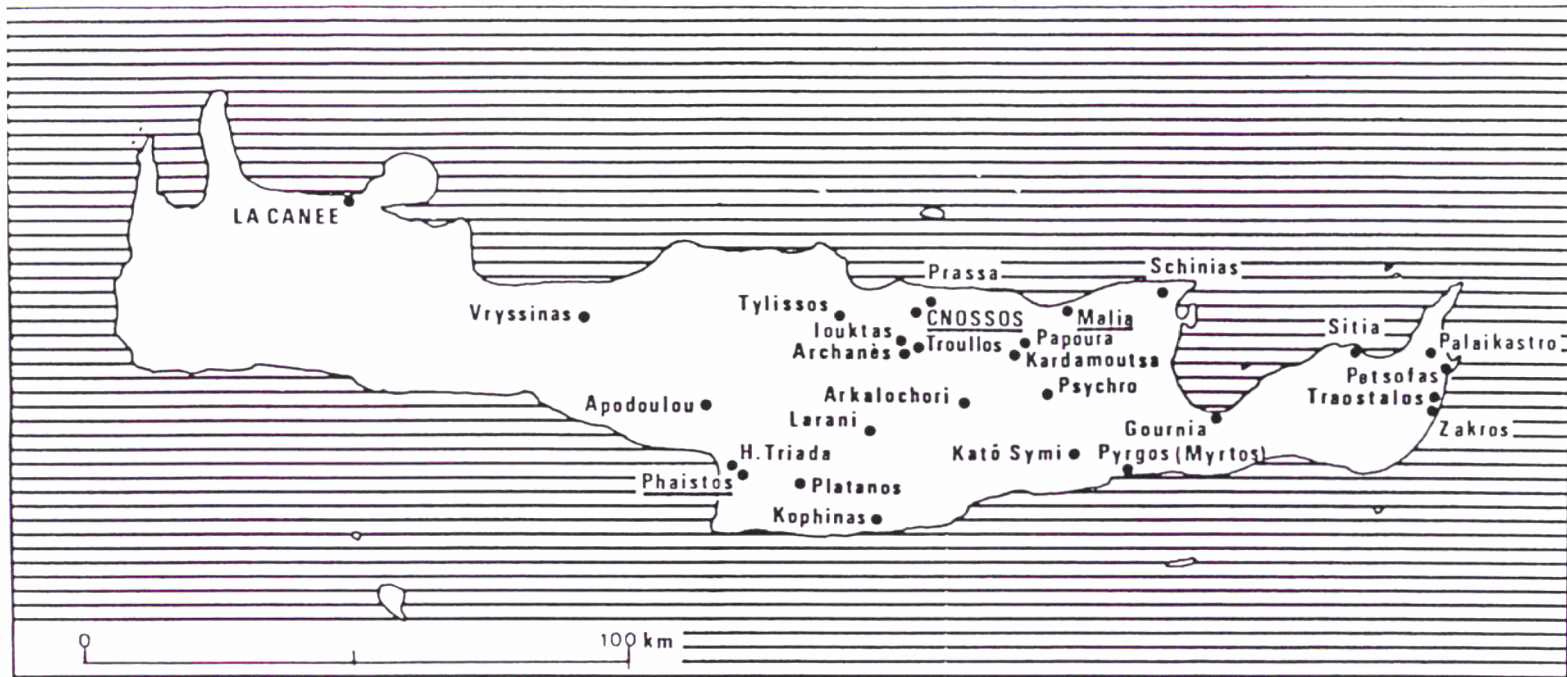 LA CANEE
Prassa
Schinias
Vryssinas
Tylissos
CNOSSOS
Malia
Iouktas
Troullos
Papoura
Sitia
Palaikastro
Archanès
Kardamoutsa
Petsofas
Psychro
Traostalos
Apodoulou
Arkalochori
Larani
Gournia
Zakros
H. Triada
Katō Symi
Pyrgos (Myrtos)
Phaistos
Platanos
Kophinas
0
100 km